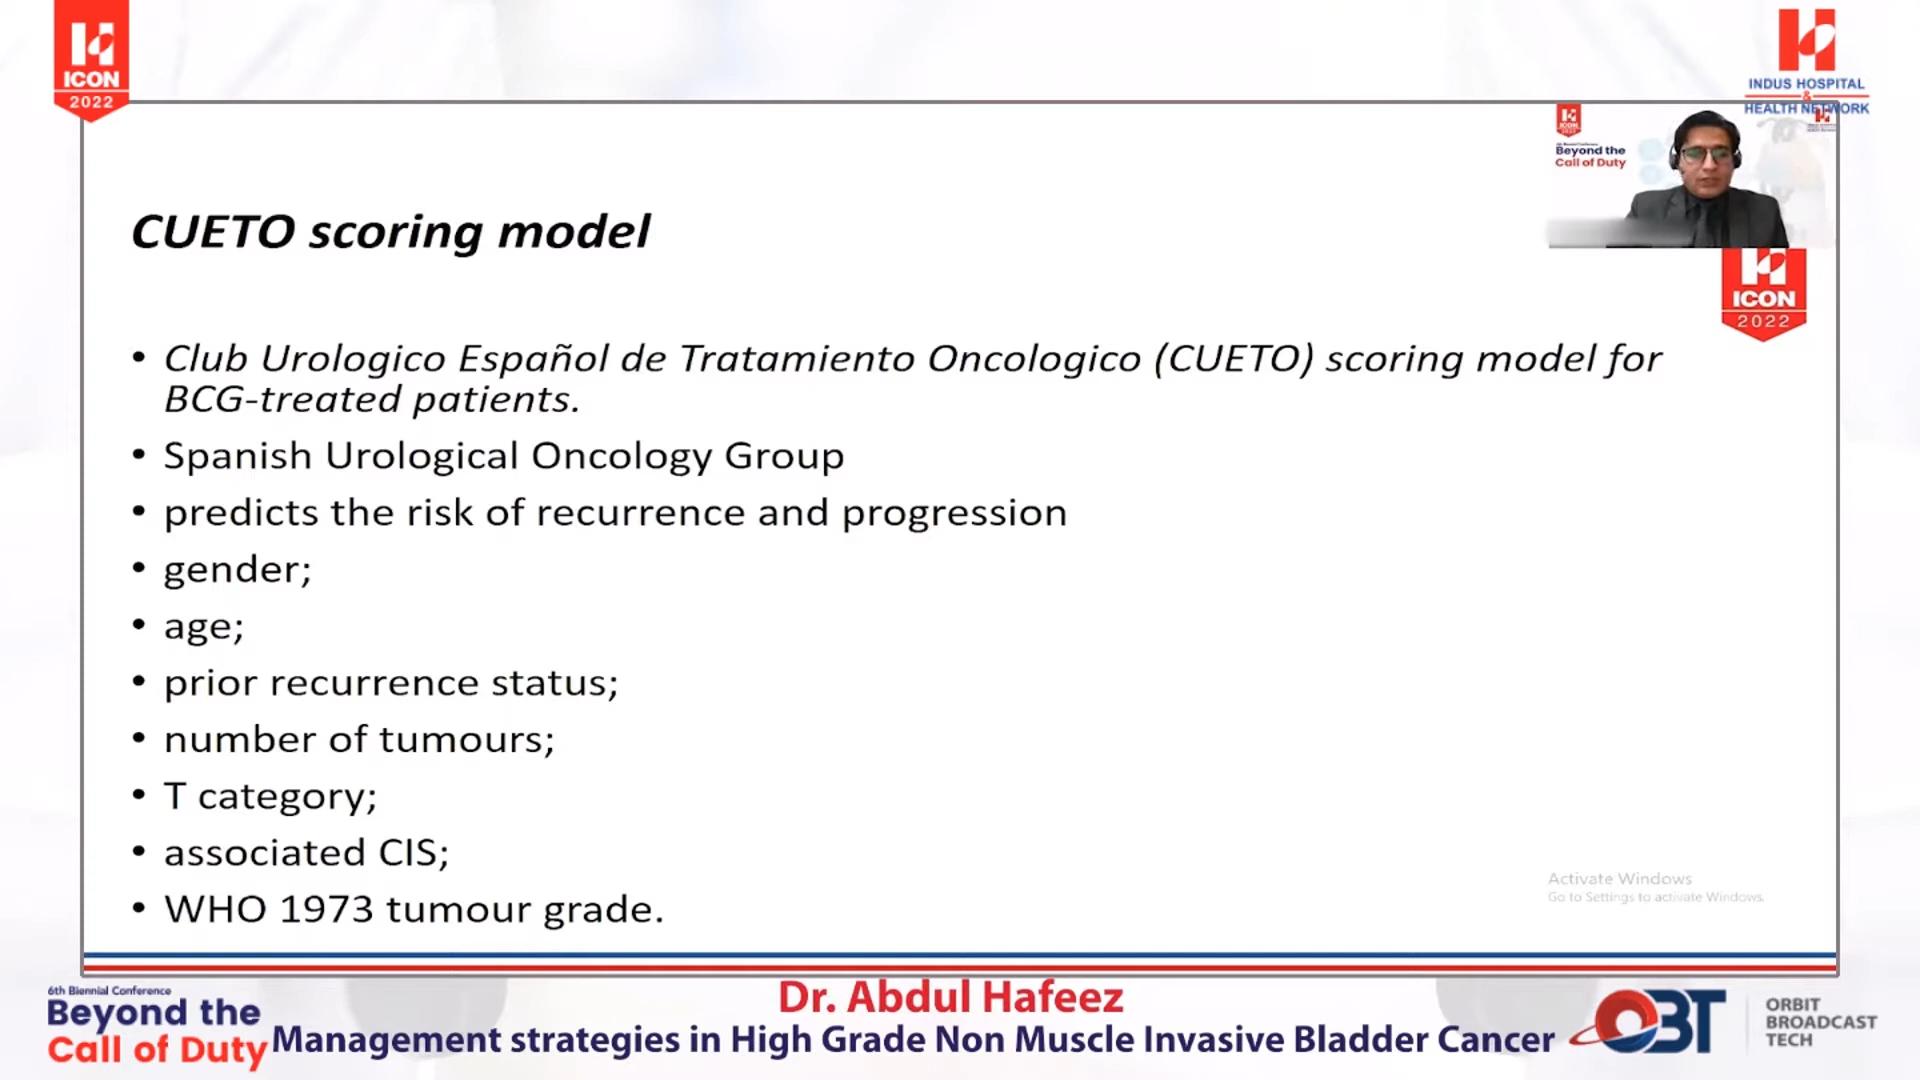 ICON
2022
INDUS HOSPITAL
&
HEALTH NETWORK
Beyond the
Call of Duty
ICON
2022
CUETO scoring model
• Club Urologico Español de Tratamiento Oncologico (CUETO) scoring model for
BCG-treated patients.
• Spanish Urological Oncology Group
• predicts the risk of recurrence and progression
• gender;
• age;
• prior recurrence status;
• number of tumours;
• T category;
• associated CIS;
• WHO 1973 tumour grade.
Activate Windows
Go to Settings to activate Windows.
6th Biennial Conference
Beyond the
Call of Duty
Dr. Abdul Hafeez
Management strategies in High Grade Non Muscle Invasive Bladder Cancer
OBT
ORBIT
BROADCAST
TECH